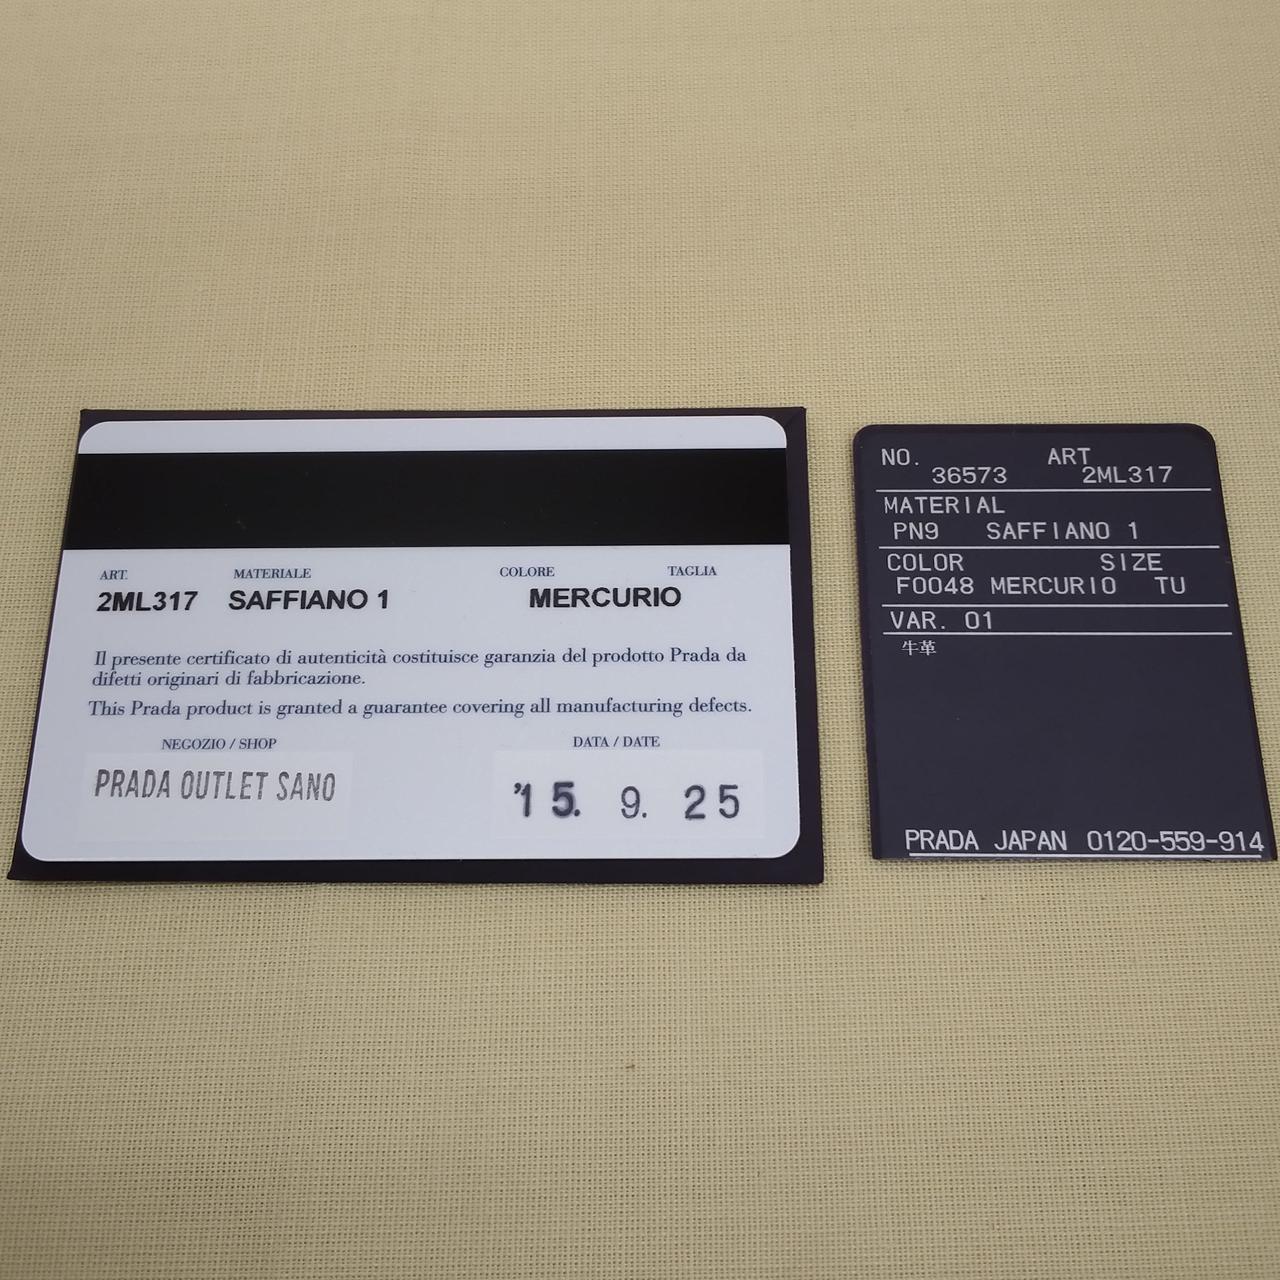 ART. MATERIALE COLORE TAGLIA
2ML317 SAFFIANO 1 MERCURIO
Il presente certificato di autenticità costituisce garanzia del prodotto Prada da
difetti originari di fabbricazione.
This Prada product is granted a guarantee covering all manufacturing defects.
NEGOZIO / SHOP DATA / DATE
PRADA OUTLET SANO '15. 9. 25
NO. ART
36573 2ML317
MATERIAL
PN9 SAFFIANO 1
COLOR SIZE
F0048 MERCURIO TU
VAR. 01
牛革
PRADA JAPAN 0120-559-914